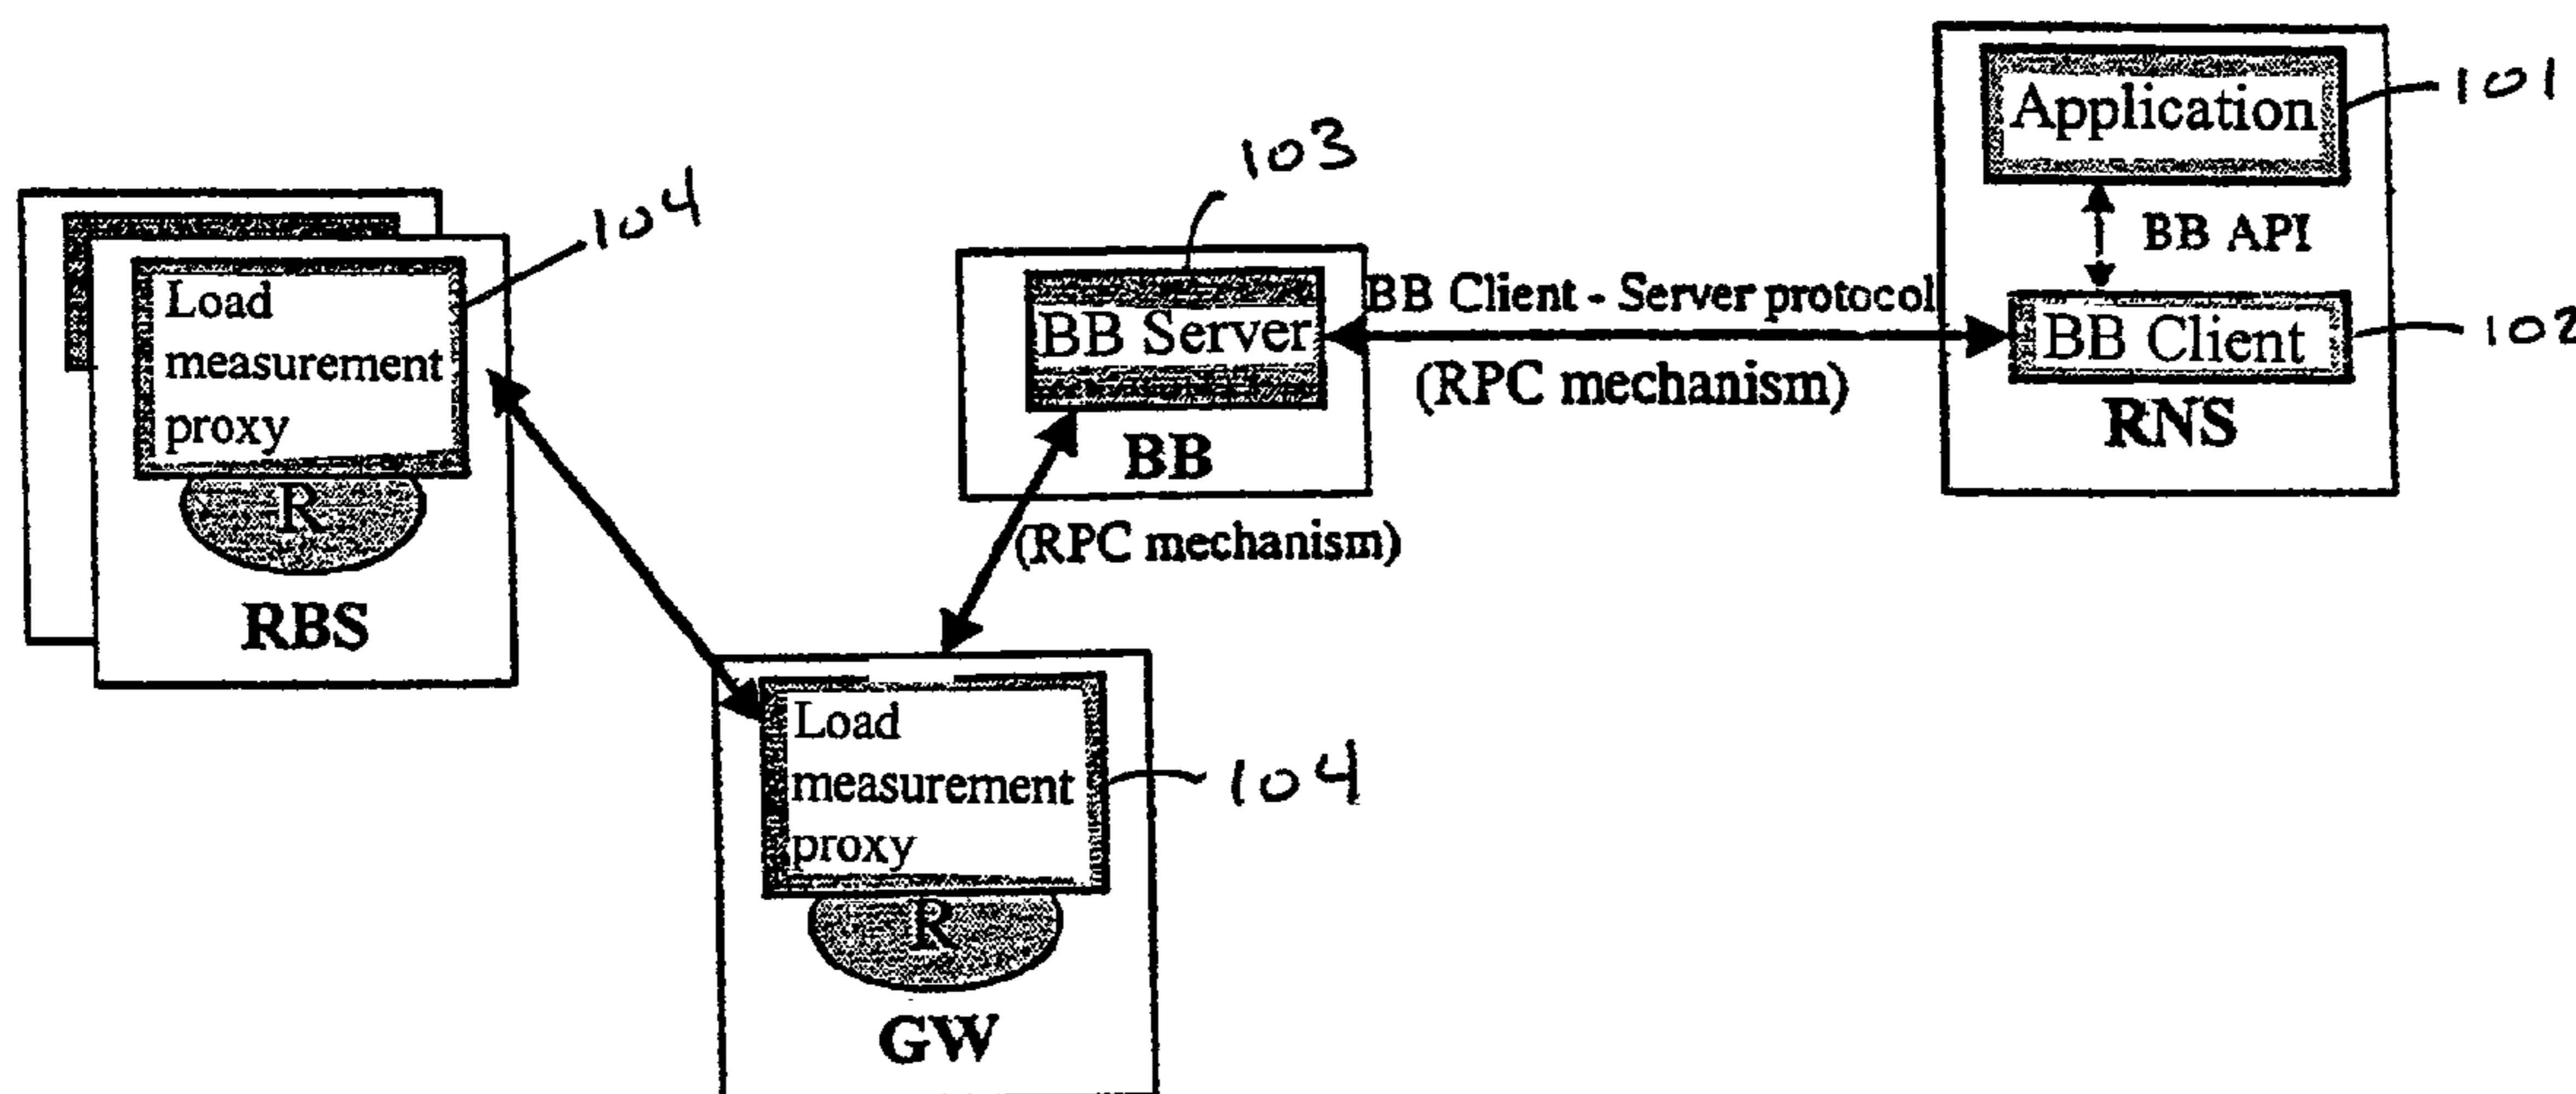 101
Application
103
104
BB API
Load
measurement
proxy
BB Client - Server protocol
BB Server
BB Client
102
(RPC mechanism)
RNS
BB
R
(RPC mechanism)
RBS
Load
measurement
proxy
104
R
GW